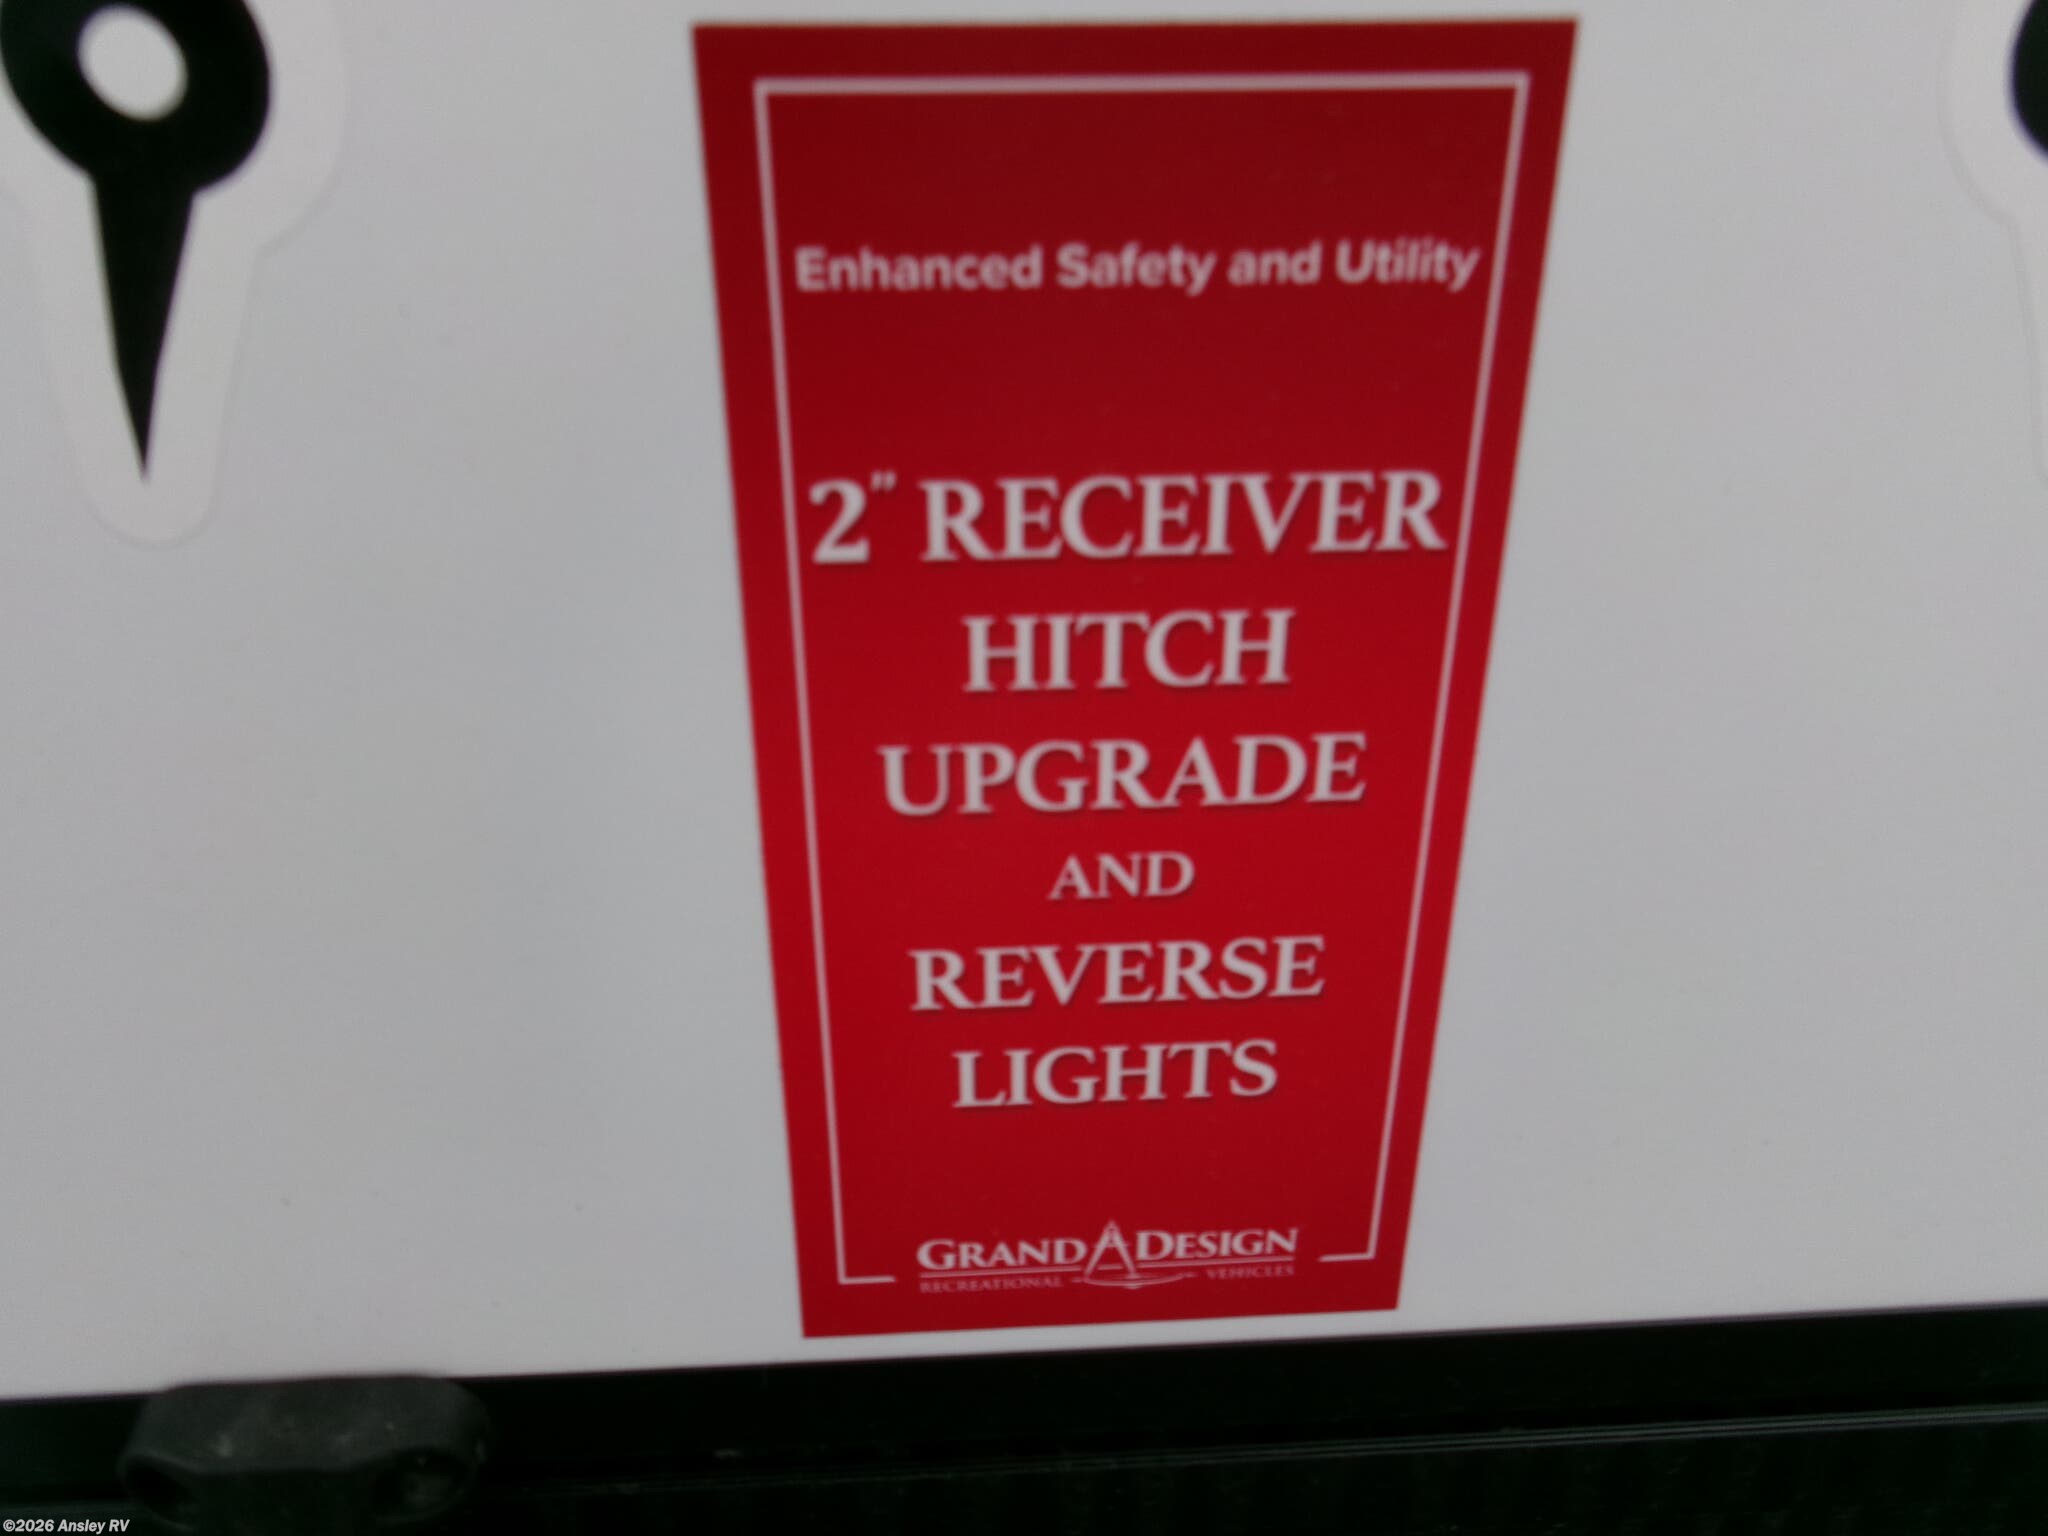 Enhanced Safety and Utility
2" RECEIVER
HITCH
UPGRADE
AND
REVERSE
LIGHTS
GRAND DESIGN
RECREATIONAL VEHICLES
©2026 Ansley RV